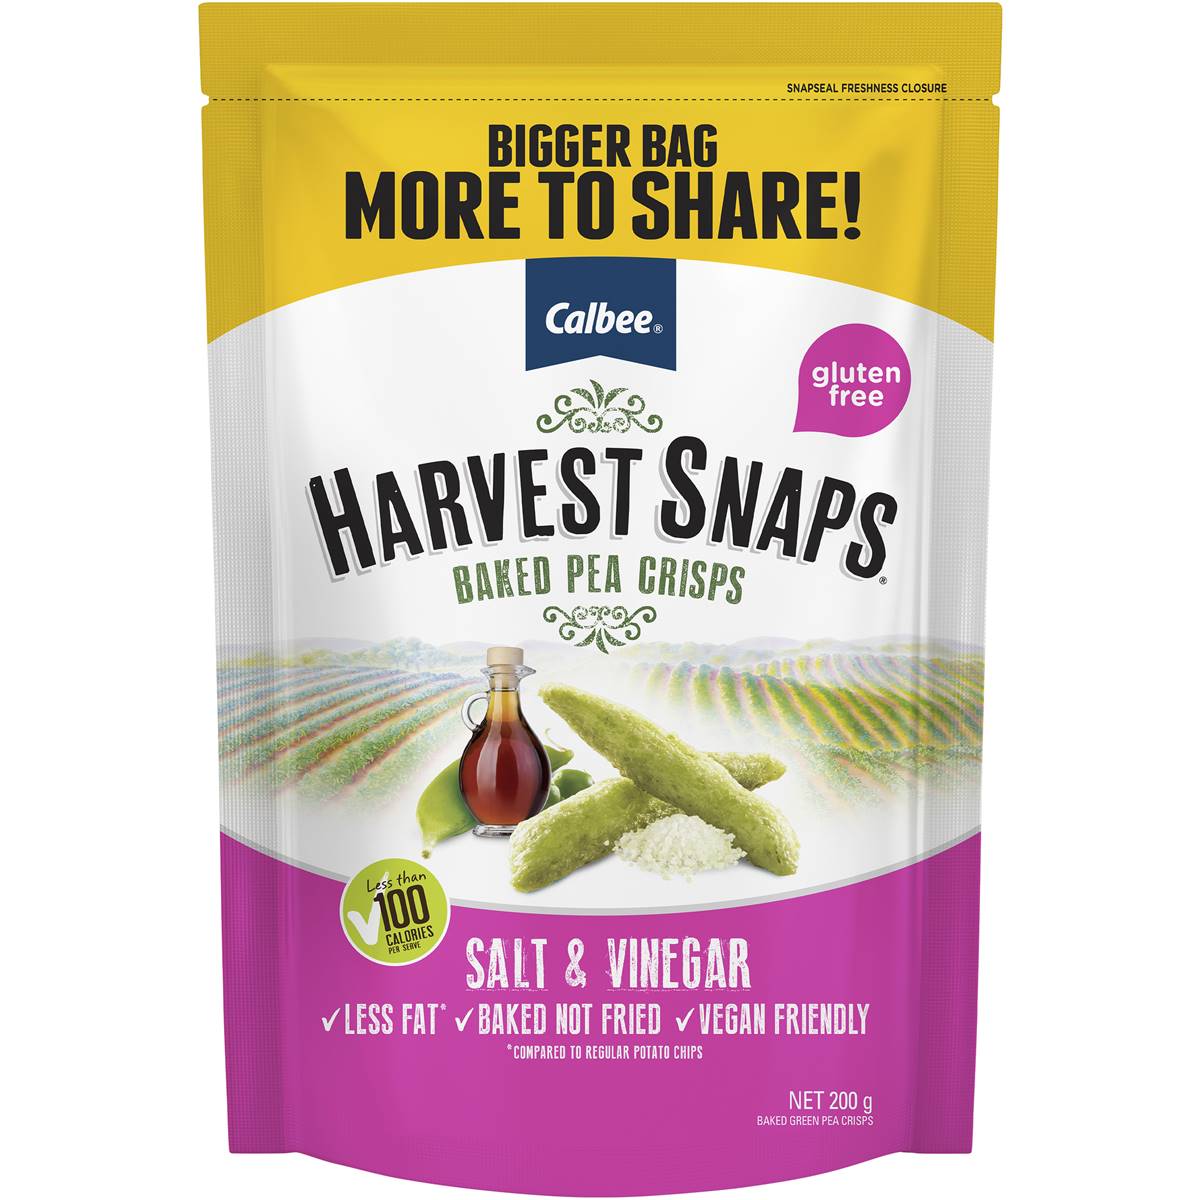 SNAPSEAL FRESHNESS CLOSURE
BIGGER BAG
MORE TO SHARE!
Calbee®
gluten
free
HARVEST SNAPS®
BAKED PEA CRISPS
Less than
100
CALORIES
PER SERVE
SALT & VINEGAR
✓LESS FAT* ✓BAKED NOT FRIED ✓VEGAN FRIENDLY
*COMPARED TO REGULAR POTATO CHIPS
NET 200 g
BAKED GREEN PEA CRISPS